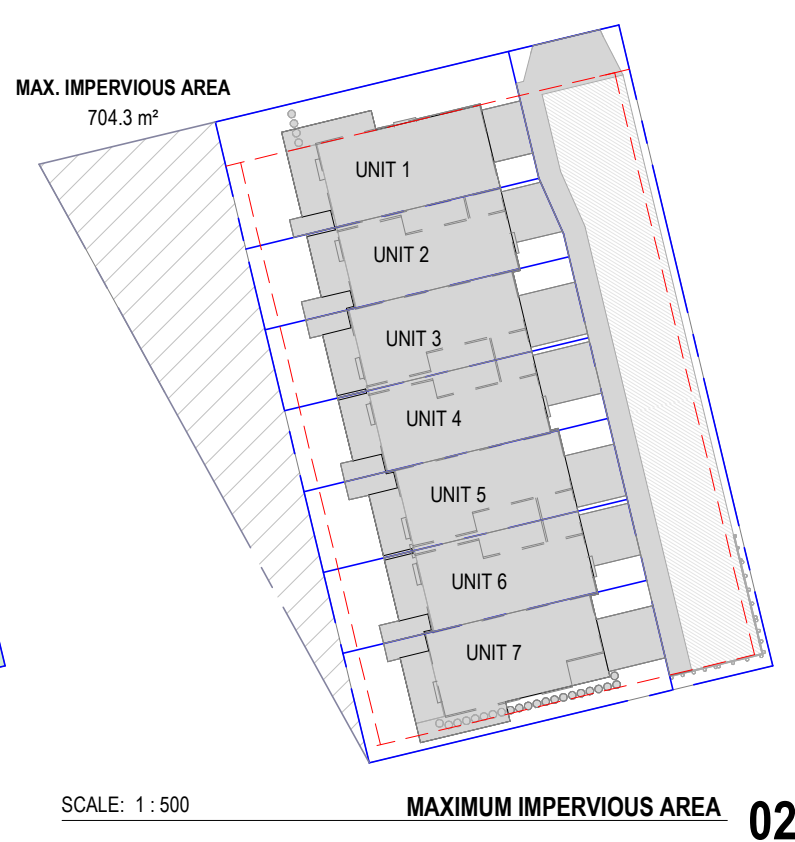 MAX. IMPERVIOUS AREA
704.3 m²
UNIT 1
UNIT 2
UNIT 3
UNIT 4
UNIT 5
UNIT 6
UNIT 7
SCALE: 1 : 500
MAXIMUM IMPERVIOUS AREA
02